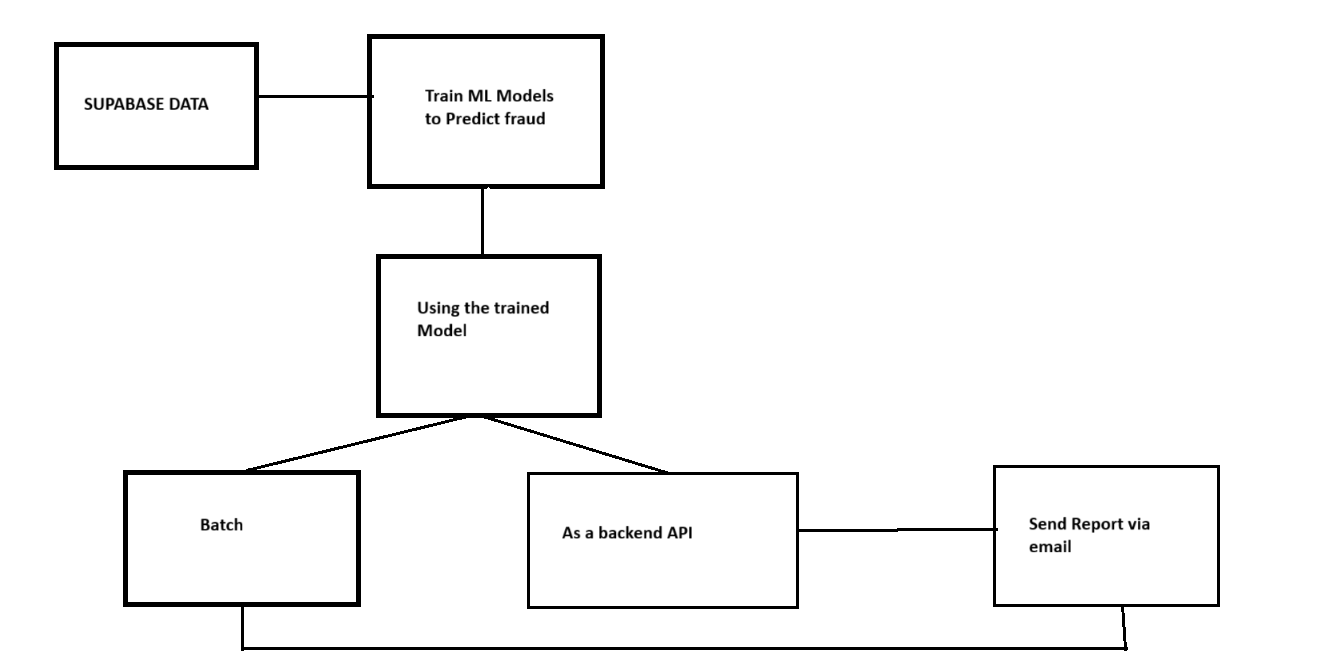 SUPABASE DATA
Train ML Models
to Predict fraud
Using the trained
Model
Batch
As a backend API
Send Report via
email